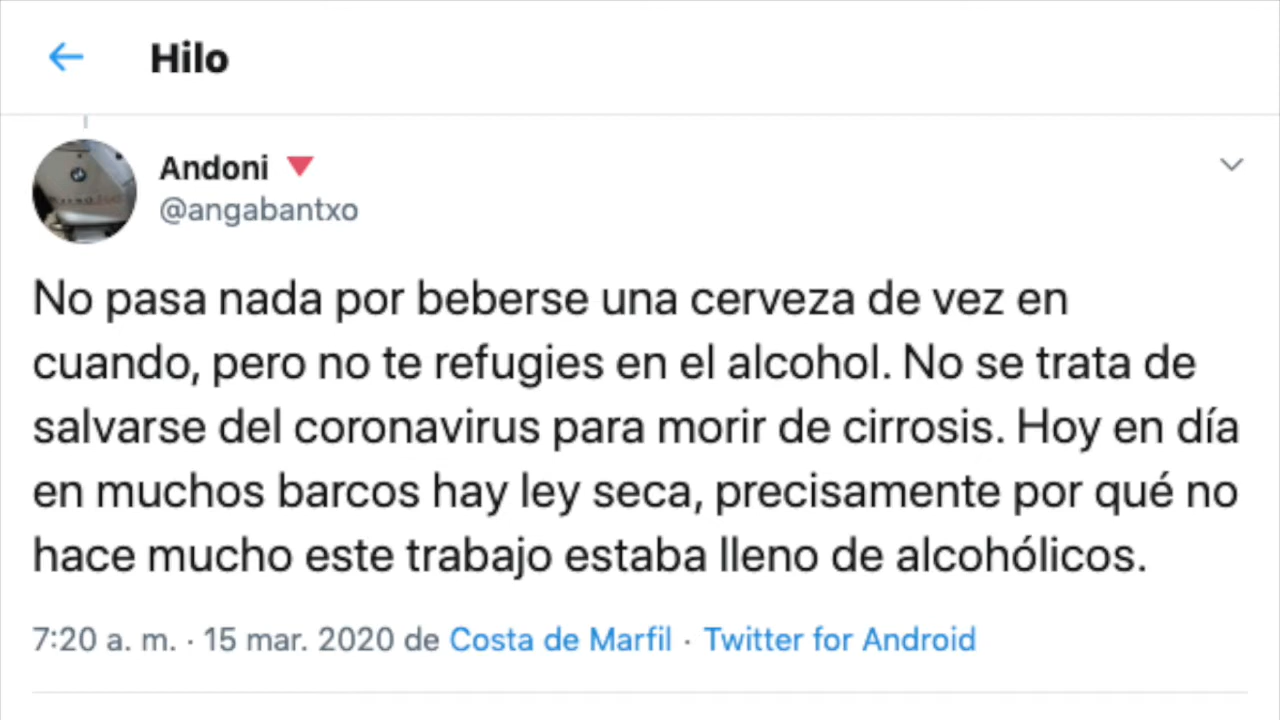 Hilo
Andoni
@angabantxo
No pasa nada por beberse una cerveza de vez en
cuando, pero no te refugies en el alcohol. No se trata de
salvarse del coronavirus para morir de cirrosis. Hoy en día
en muchos barcos hay ley seca, precisamente por qué no
hace mucho este trabajo estaba lleno de alcohólicos.
7:20 a. m. · 15 mar. 2020 de Costa de Marfil · Twitter for Android